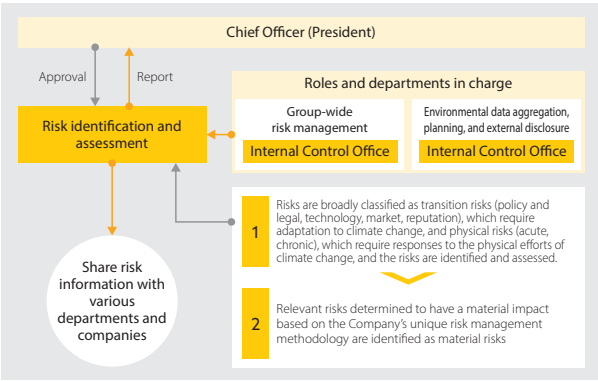 Chief Officer (President)
Approval
Report
Roles and departments in charge
Risk identification and
assessment
Group-wide
risk management
Internal Control Office
Environmental data aggregation,
planning, and external disclosure
Internal Control Office
1
Risks are broadly classified as transition risks (policy and
legal, technology, market, reputation), which require
adaptation to climate change, and physical risks (acute,
chronic), which require responses to the physical efforts of
climate change, and the risks are identified and assessed.
2
Relevant risks determined to have a material impact
based on the Company's unique risk management
methodology are identified as material risks
Share risk
information with
various
departments and
companies